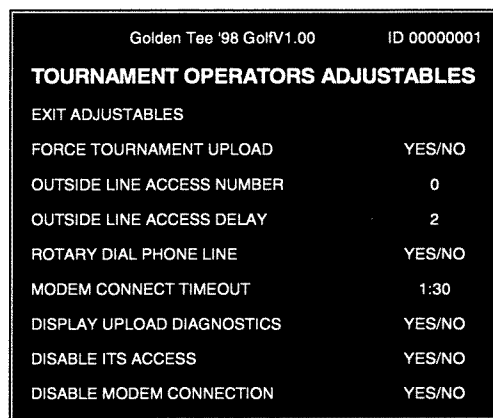 Golden Tee '98 GolfV1.00 ID 00000001
TOURNAMENT OPERATORS ADJUSTABLES
EXIT ADJUSTABLES
FORCE TOURNAMENT UPLOAD YES/NO
OUTSIDE LINE ACCESS NUMBER 0
OUTSIDE LINE ACCESS DELAY 2
ROTARY DIAL PHONE LINE YES/NO
MODEM CONNECT TIMEOUT 1:30
DISPLAY UPLOAD DIAGNOSTICS YES/NO
DISABLE ITS ACCESS YES/NO
DISABLE MODEM CONNECTION YES/NO